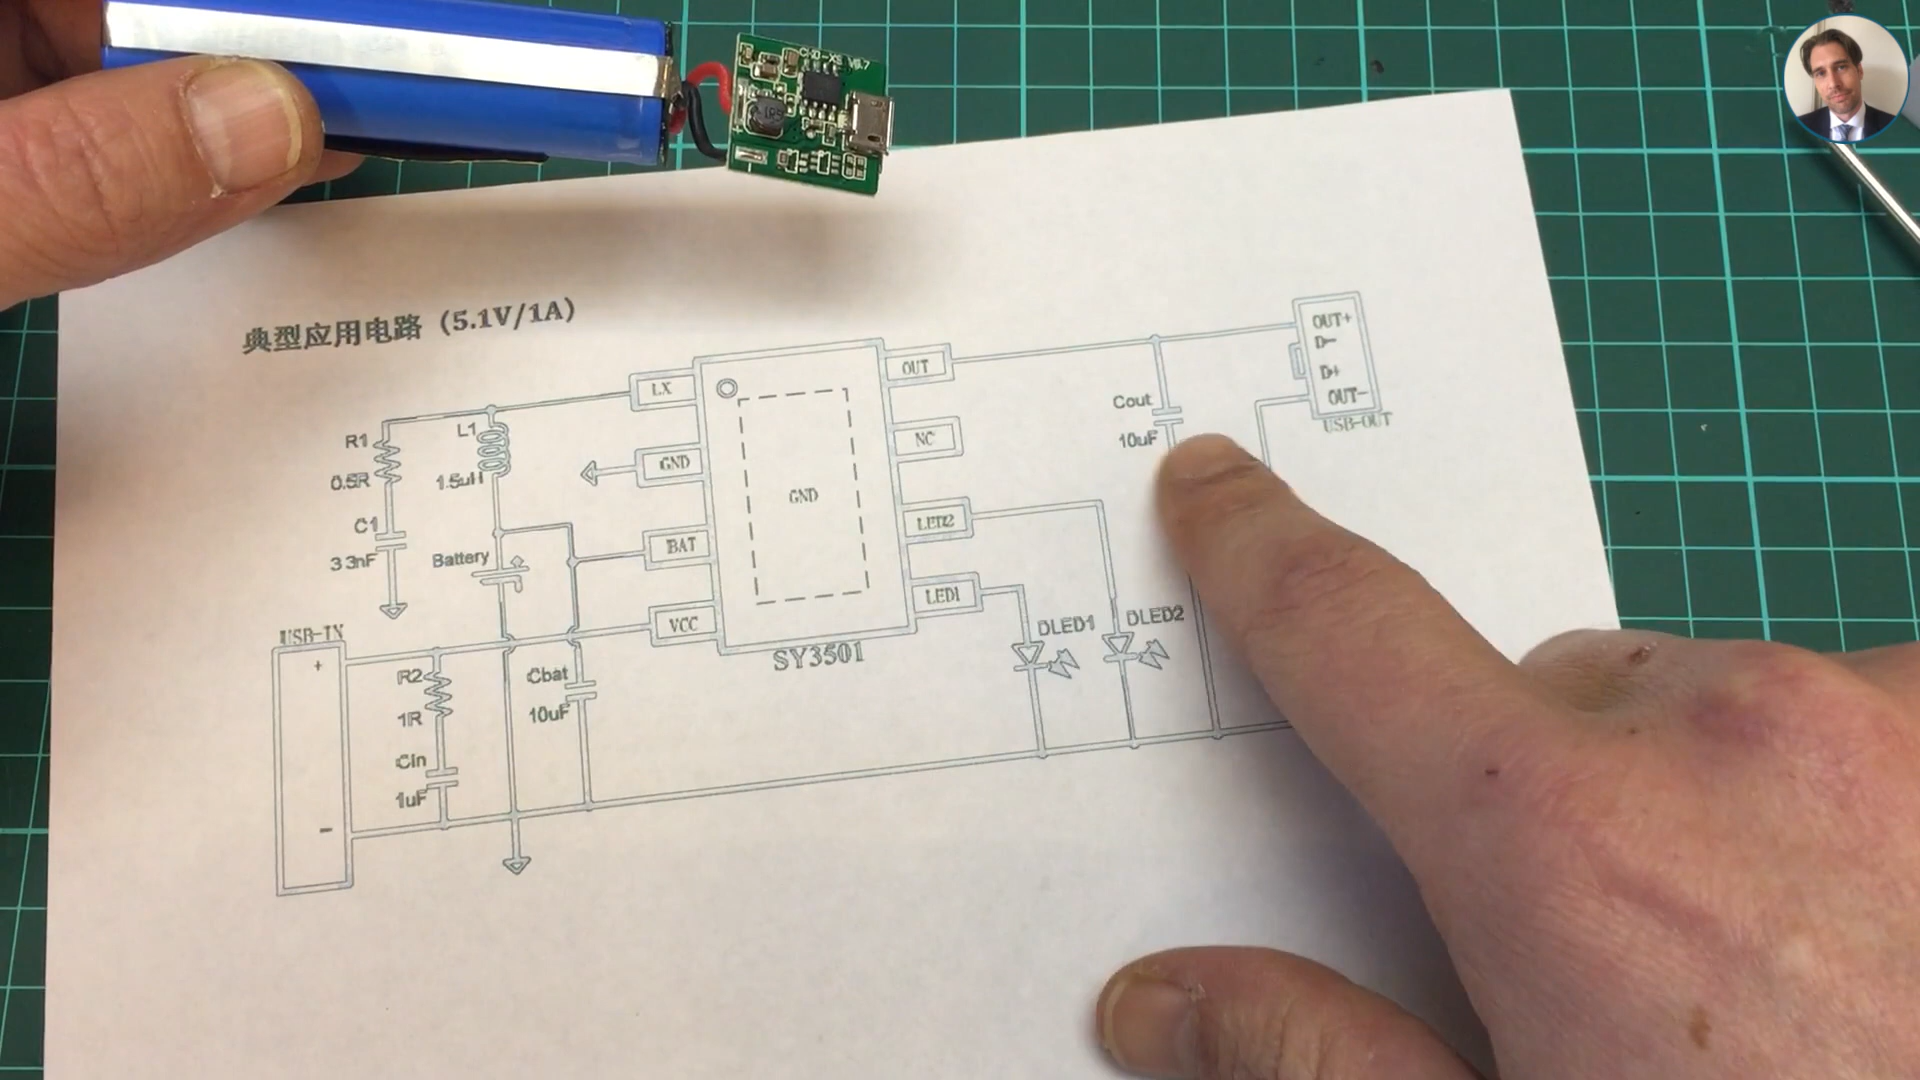 V0.7
典型应用电路 (5.1V/1A)
LX
OUT
OUT+
D-
D+
OUT-
USB-OUT
R1
0.5R
L1
1.5uH
GND
NC
Cout
10uF
GND
C1
3.3nF
Battery
BAT
LED2
LED1
VCC
SY3501
DLED1
DLED2
USB-IN
+
-
R2
1R
Cbat
10uF
Cin
1uF